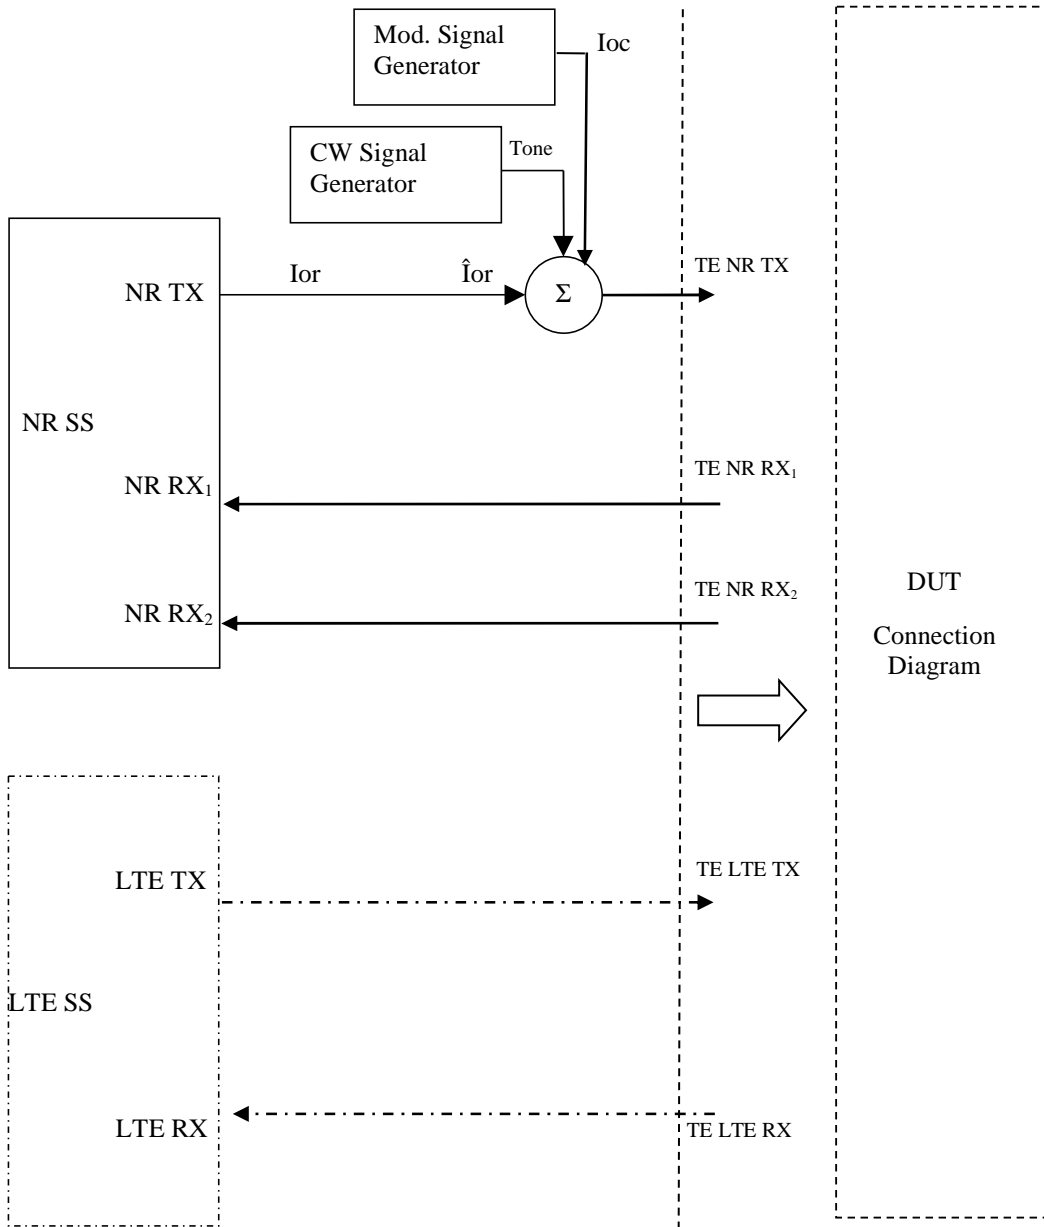 Mod. Signal
Generator
Ioc
CW Signal
Generator
Tone
NR TX
Ior
Îor
Σ
TE NR TX
NR SS
NR RX₁
TE NR RX₁
NR RX₂
TE NR RX₂
DUT
Connection
Diagram
LTE TX
TE LTE TX
LTE SS
LTE RX
TE LTE RX